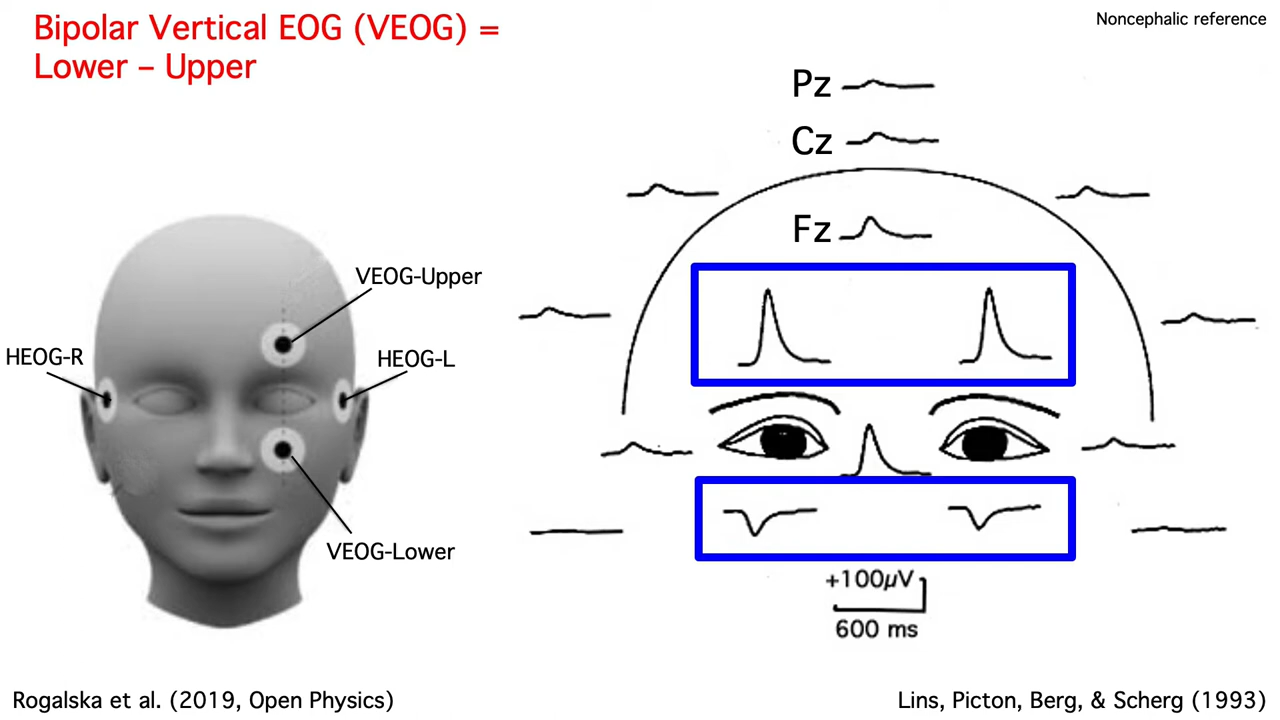 Bipolar Vertical EOG (VEOG) =
Lower – Upper
Noncephalic reference
Pz
Cz
Fz
VEOG-Upper
HEOG-R
HEOG-L
VEOG-Lower
+100µV
600 ms
Rogalska et al. (2019, Open Physics)
Lins, Picton, Berg, & Scherg (1993)